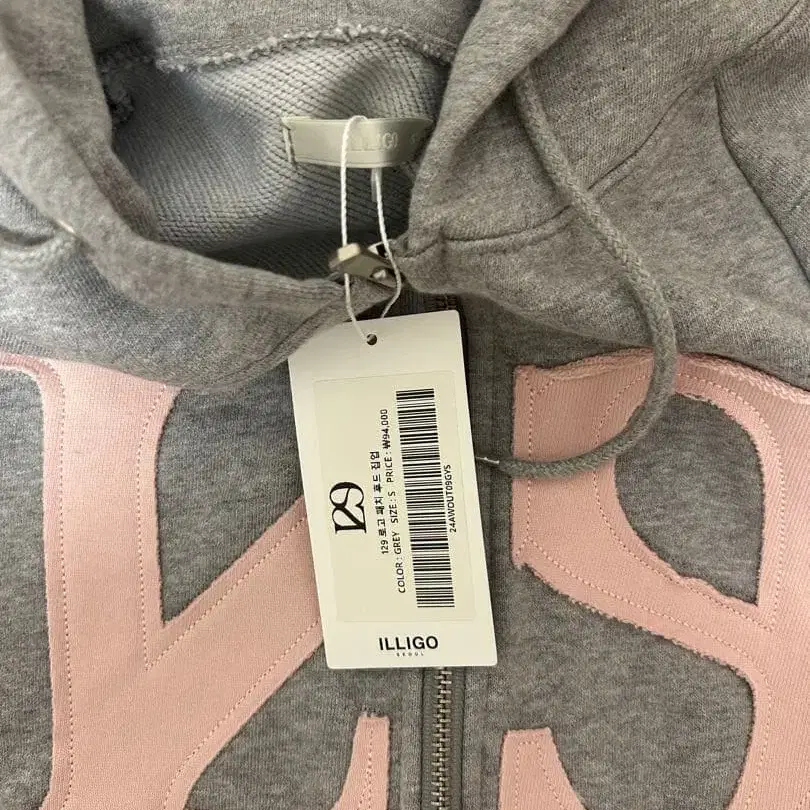 ILLIGO
129
129 로고 패치 후드 집업
COLOR : GREY SIZE : S PRICE : ₩94,000
24AWDUT09GYS
ILLIGO
SEOUL